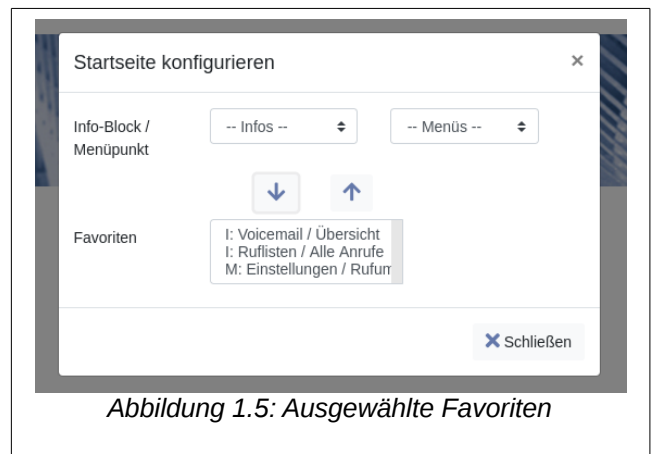 Startseite konfigurieren ×
Info-Block / -- Infos -- -- Menüs --
Menüpunkt
Favoriten I: Voicemail / Übersicht
I: Ruflisten / Alle Anrufe
M: Einstellungen / Rufum
Schließen
Abbildung 1.5: Ausgewählte Favoriten